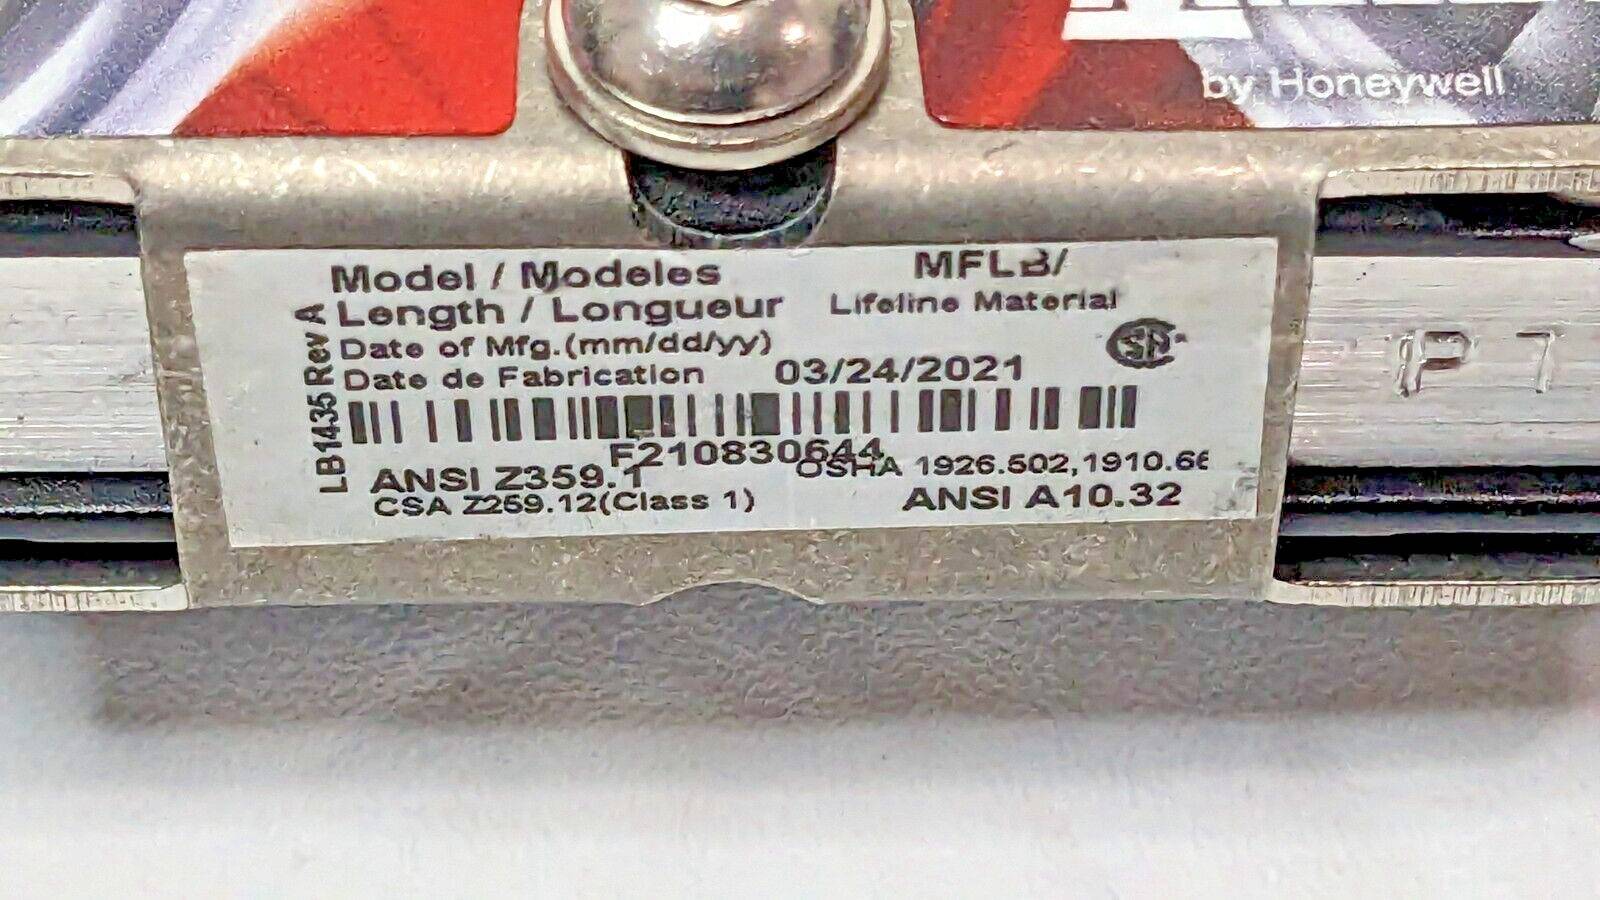 by Honeywell
Model / Modeles MFLB/
Length / Longueur Lifeline Material
Date of Mfg.(mm/dd/yy)
Date de Fabrication 03/24/2021
LB1435 Rev A
F210830644
ANSI Z359.1 OSHA 1926.502,1910.66
CSA Z259.12(Class 1) ANSI A10.32
P 7